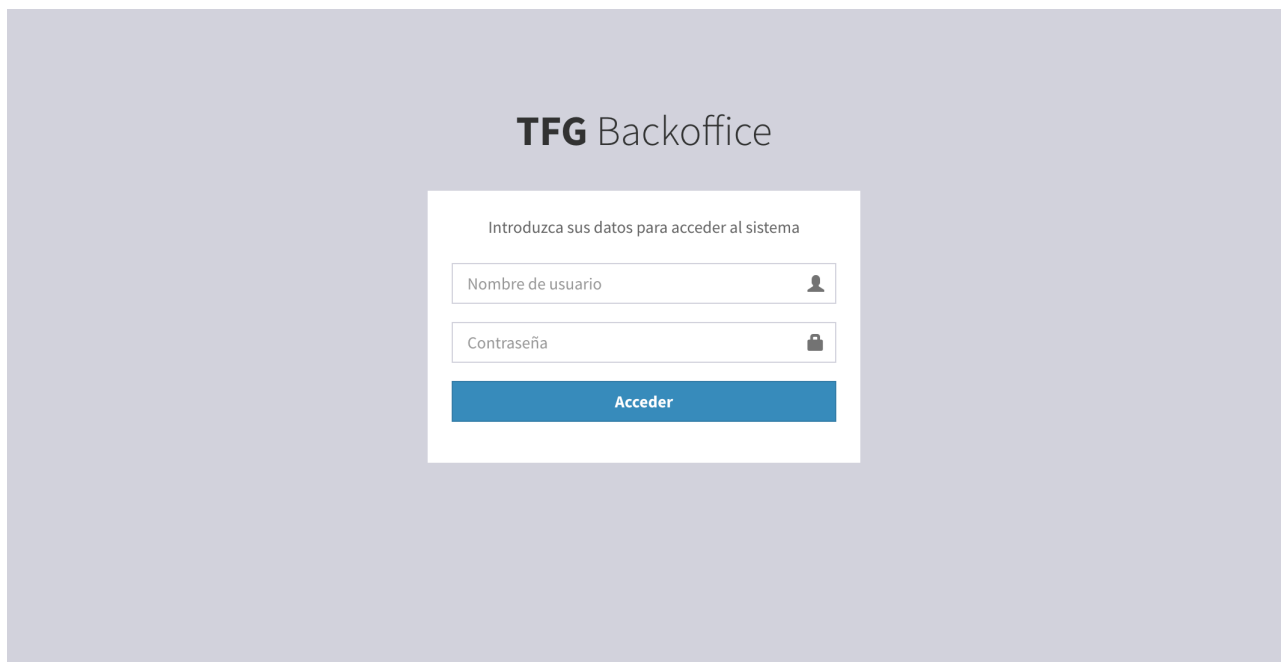 TFG Backoffice
Introduzca sus datos para acceder al sistema
Nombre de usuario
Contraseña
Acceder